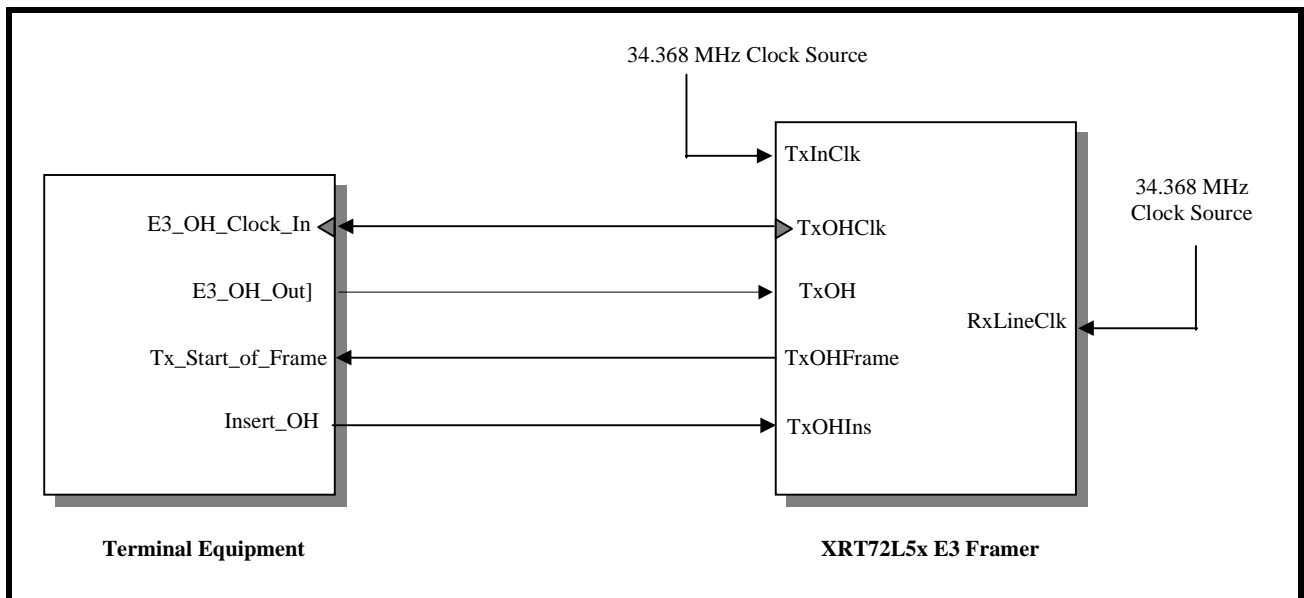 34.368 MHz Clock Source
TxInClk
34.368 MHz
Clock Source
E3_OH_Clock_In
TxOHClk
E3_OH_Out]
TxOH
RxLineClk
Tx_Start_of_Frame
TxOHFrame
Insert_OH
TxOHIns
Terminal Equipment
XRT72L5x E3 Framer